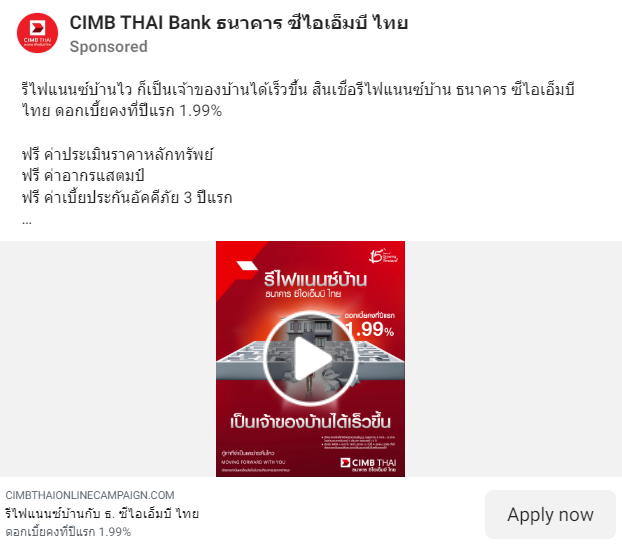 CIMB THAI Bank ธนาคาร ซีไอเอ็มบี ไทย
Sponsored
CIMB THAI
รีไฟแนนซ์บ้านไว ก็เป็นเจ้าของบ้านได้เร็วขึ้น สินเชื่อรีไฟแนนซ์บ้าน ธนาคาร ซีไอเอ็มบี
ไทย ดอกเบี้ยคงที่ปีแรก 1.99%
ฟรี ค่าประเมินราคาหลักทรัพย์
ฟรี ค่าอากรแสตมป์
ฟรี ค่าเบี้ยประกันอัคคีภัย 3 ปีแรก
...
15
รีไฟแนนซ์บ้าน
ธนาคาร ซีไอเอ็มบี ไทย
ดอกเบี้ยคงที่ปีแรก
1.99%
เป็นเจ้าของบ้านได้เร็วขึ้น
MOVING FORWARD WITH YOU
CIMB THAI
ธนาคาร ซีไอเอ็มบี ไทย
CIMBTHAIONLINECAMPAIGN.COM
รีไฟแนนซ์บ้านกับ ธ. ซีไอเอ็มบี ไทย
ดอกเบี้ยคงที่ปีแรก 1.99%
Apply now